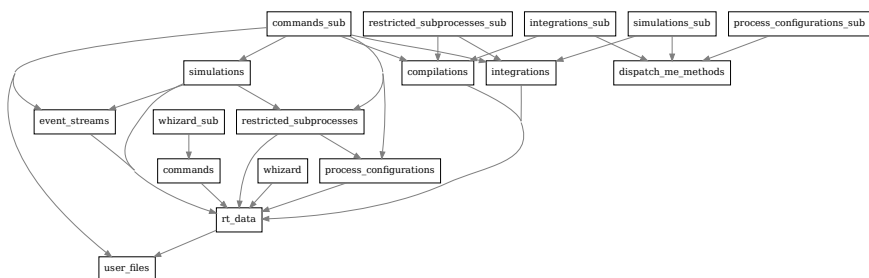 commands_sub
restricted_subprocesses_sub
integrations_sub
simulations_sub
process_configurations_sub
simulations
compilations
integrations
dispatch_me_methods
event_streams
whizard_sub
restricted_subprocesses
commands
whizard
process_configurations
rt_data
user_files